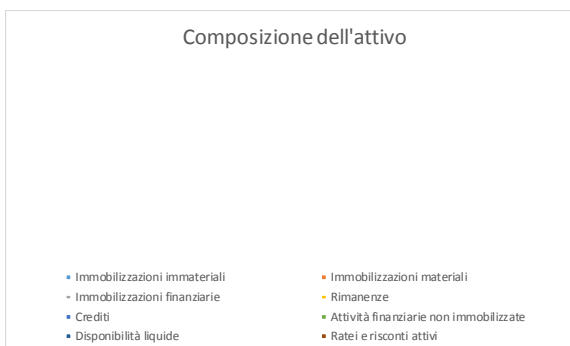 Composizione dell'attivo
Immobilizzazioni immateriali
Immobilizzazioni materiali
Immobilizzazioni finanziarie
Rimanenze
Crediti
Attività finanziarie non immobilizzate
Disponibilità liquide
Ratei e risconti attivi